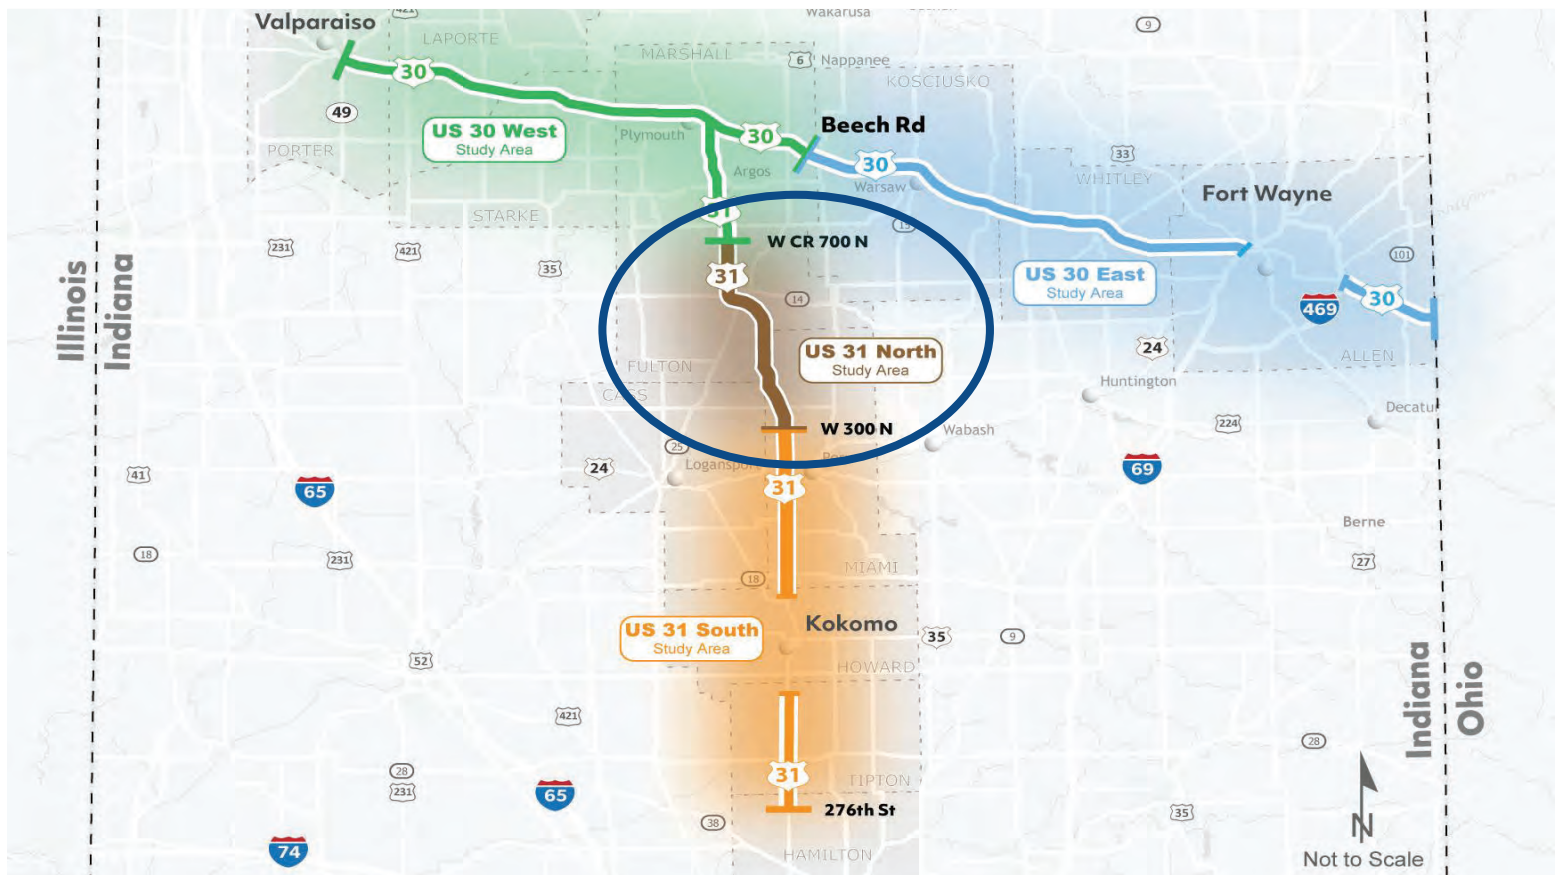 421
Wakarusa
9
Valparaiso
LAPORTE
MARSHALL
6
Nappanee
KOSCIUSKO
30
49
PORTER
US 30 West
Study Area
Plymouth
30
Beech Rd
30
33
WHITLEY
Argos
Warsaw
Fort Wayne
STARKE
31
W CR 700 N
231
421
35
31
14
101
US 30 East
Study Area
469
30
Illinois
Indiana
24
ALLEN
FULTON
US 31 North
Study Area
CASS
Huntington
Decatur
W 300 N
Wabash
224
25
Logansport
24
41
65
31
69
Berne
18
231
27
MIAMI
18
US 31 South
Study Area
Kokomo
35
9
HOWARD
52
Indiana
Ohio
421
28
28
231
31
TIPTON
65
276th St
38
35
N
74
HAMILTON
Not to Scale